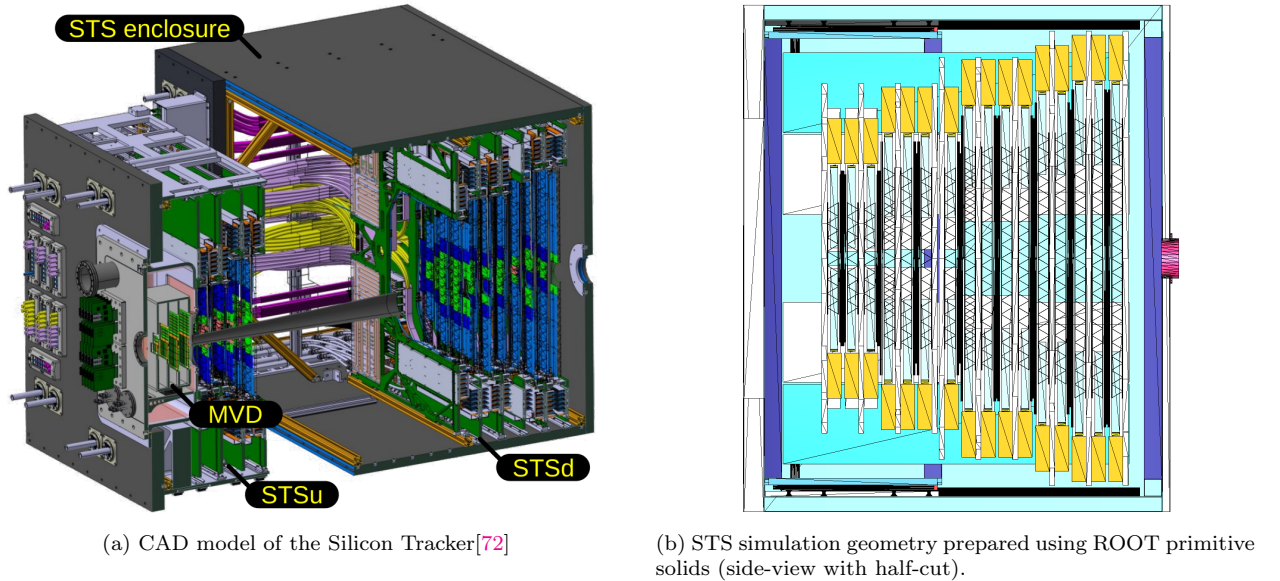 STS enclosure
MVD
STSd
STSu
(a) CAD model of the Silicon Tracker[72]
(b) STS simulation geometry prepared using ROOT primitive
solids (side-view with half-cut).